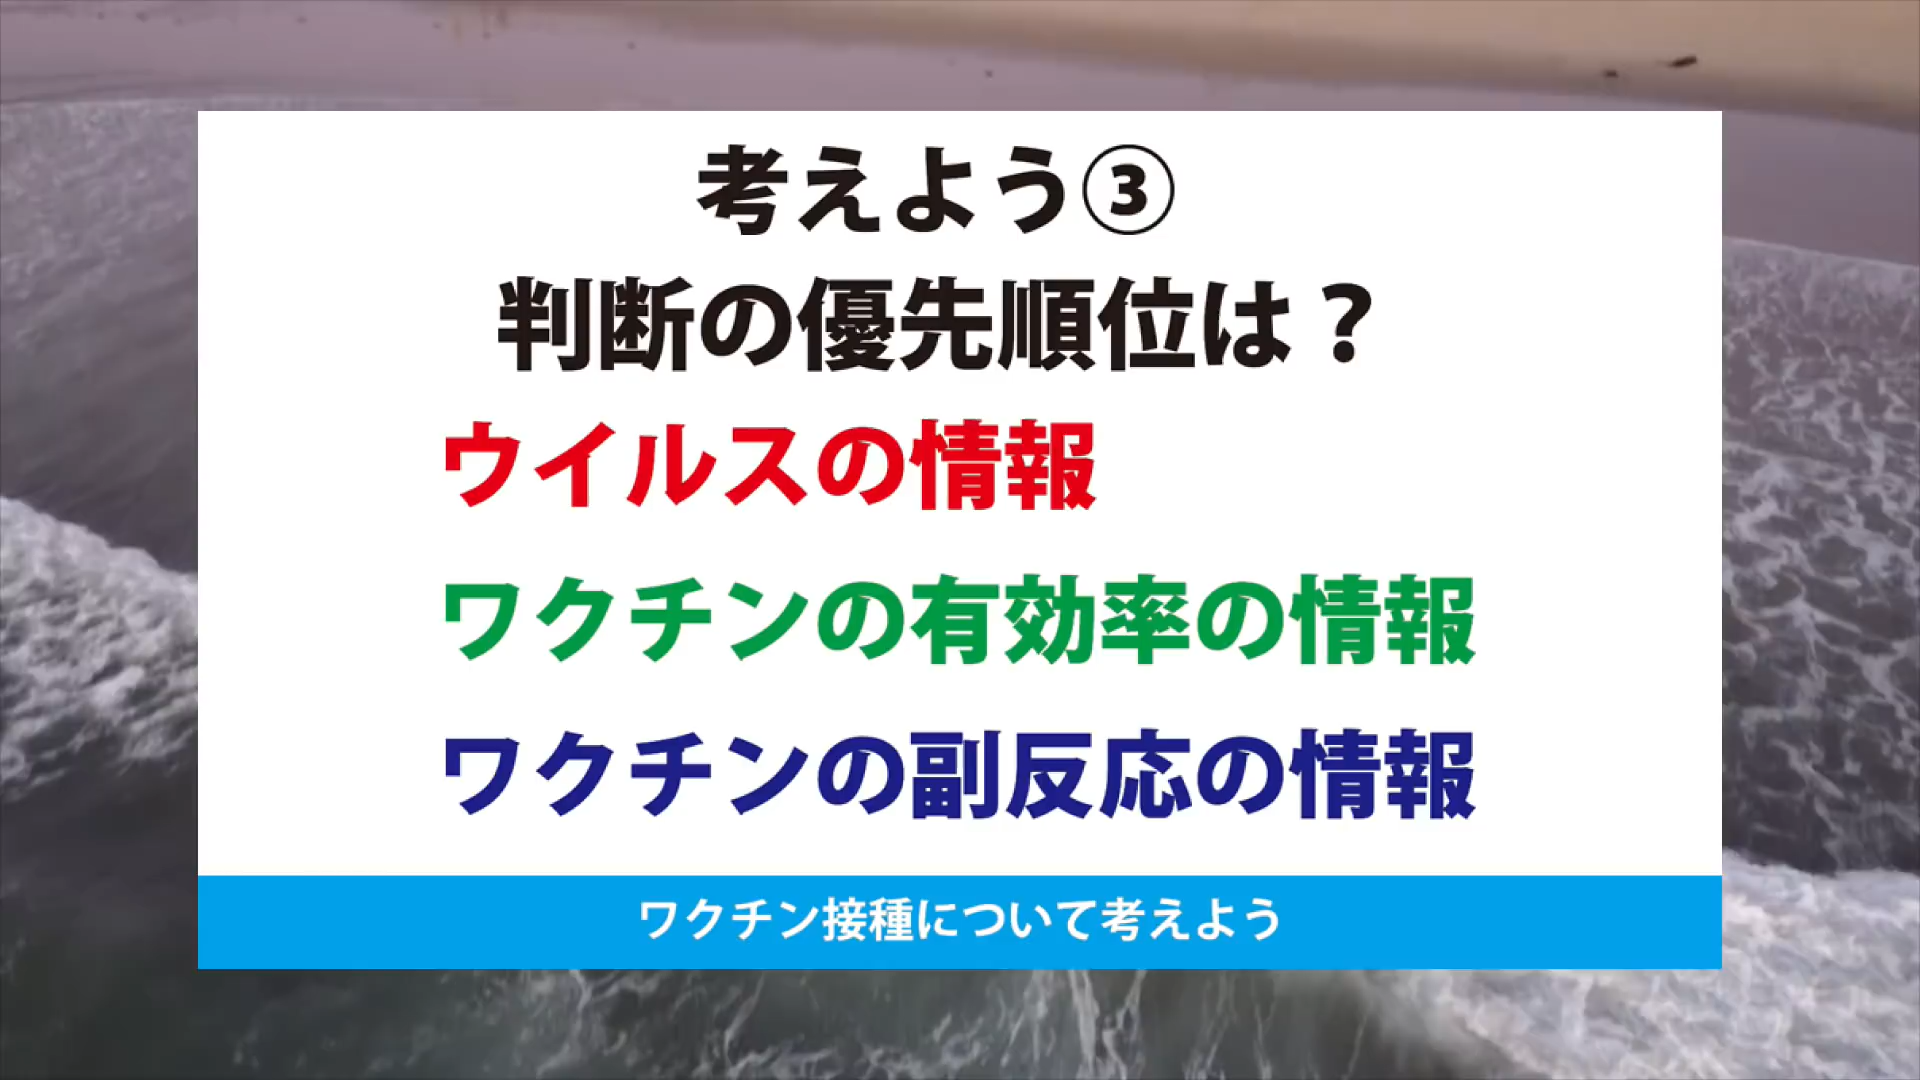 考えよう③
判断の優先順位は？
ウイルスの情報
ワクチンの有効率の情報
ワクチンの副反応の情報
ワクチン接種について考えよう